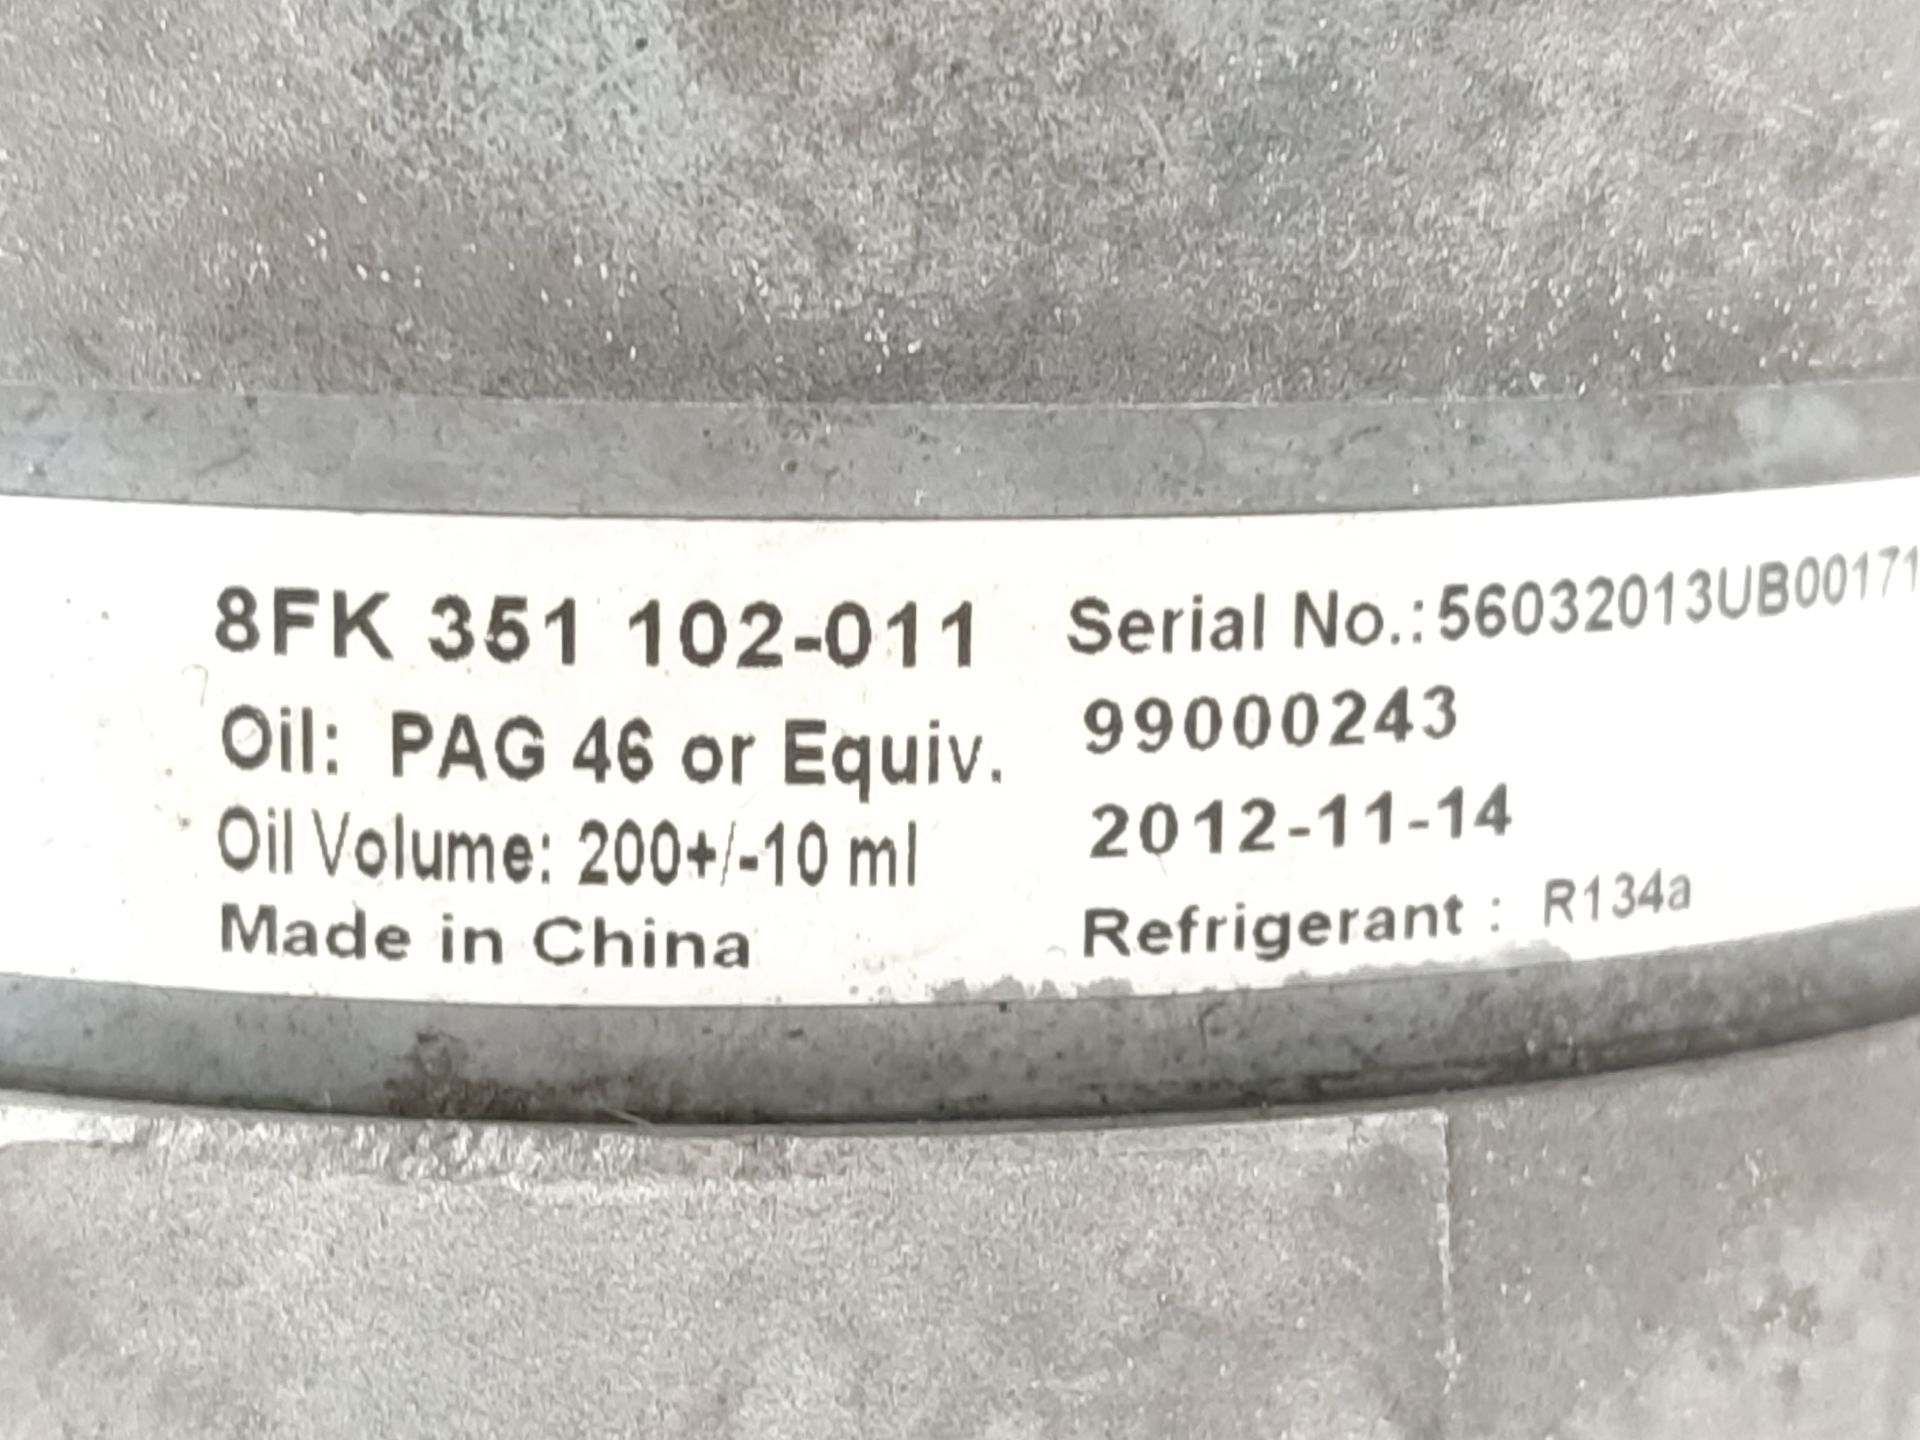 8FK 351 102-011
Oil: PAG 46 or Equiv.
Oil Volume: 200+/-10 ml
Made in China
Serial No.:56032013UB00171
99000243
2012-11-14
Refrigerant : R134a